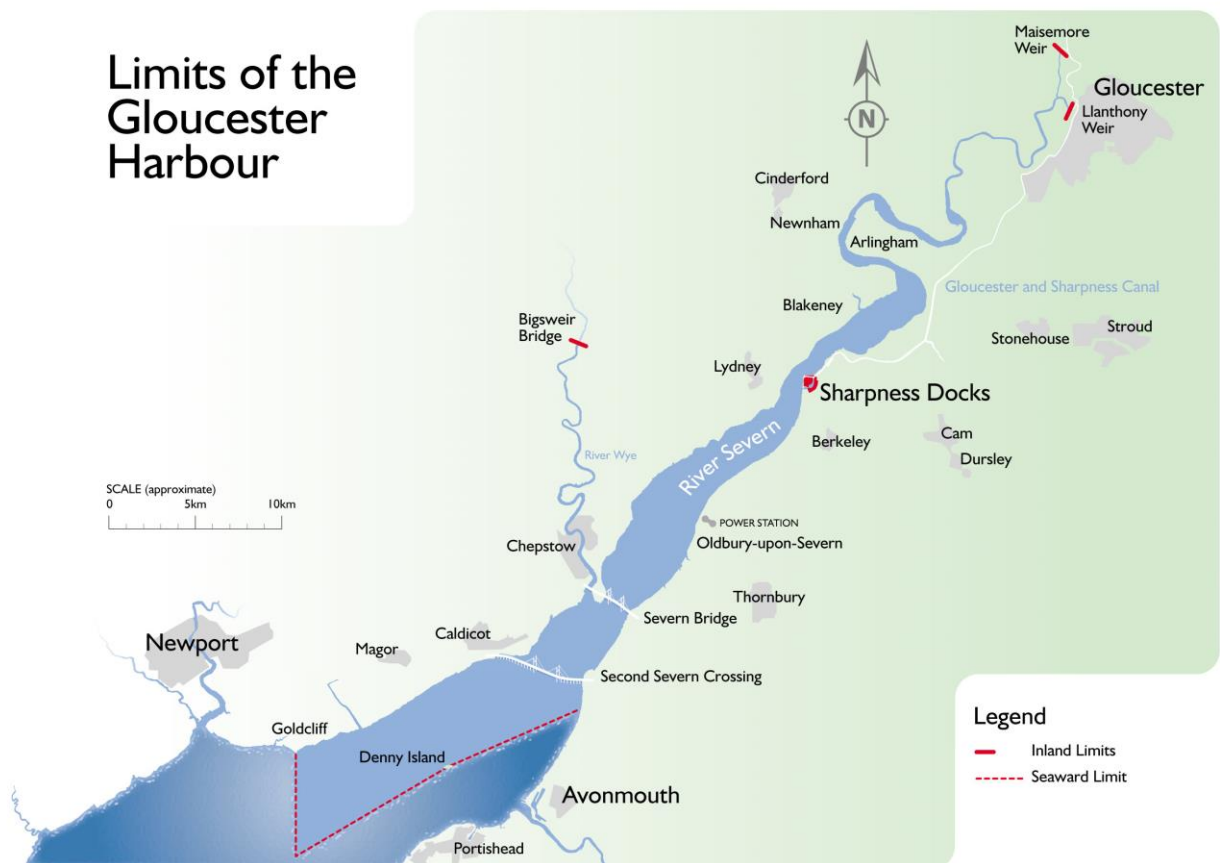 Limits of the
Gloucester
Harbour
Maisemore
Weir
Gloucester
Llanthony
Weir
N
Cinderford
Newnham
Arlingham
Gloucester and Sharpness Canal
Blakeney
Bigsweir
Bridge
Stonehouse
Stroud
Lydney
Sharpness Docks
River Severn
Berkeley
Cam
Dursley
River Wye
SCALE (approximate)
0 5km 10km
POWER STATION
Oldbury-upon-Severn
Chepstow
Thornbury
Severn Bridge
Newport
Magor
Caldicot
Second Severn Crossing
Goldcliff
Denny Island
Avonmouth
Portishead
Legend
Inland Limits
Seaward Limit